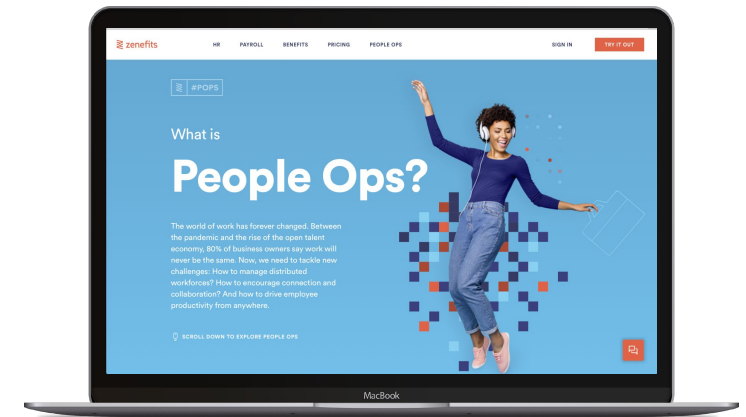 zenefits
HR PAYROLL BENEFITS PRICING PEOPLE OPS SIGN IN TRY IT OUT
#POPS
What is
People Ops?
The world of work has forever changed. Between
the pandemic and the rise of the open talent
economy, 80% of business owners say work will
never be the same. Now, we need to tackle new
challenges: How to manage distributed
workforces? How to encourage connection and
collaboration? And how to drive employee
productivity from anywhere.
SCROLL DOWN TO EXPLORE PEOPLE OPS
MacBook